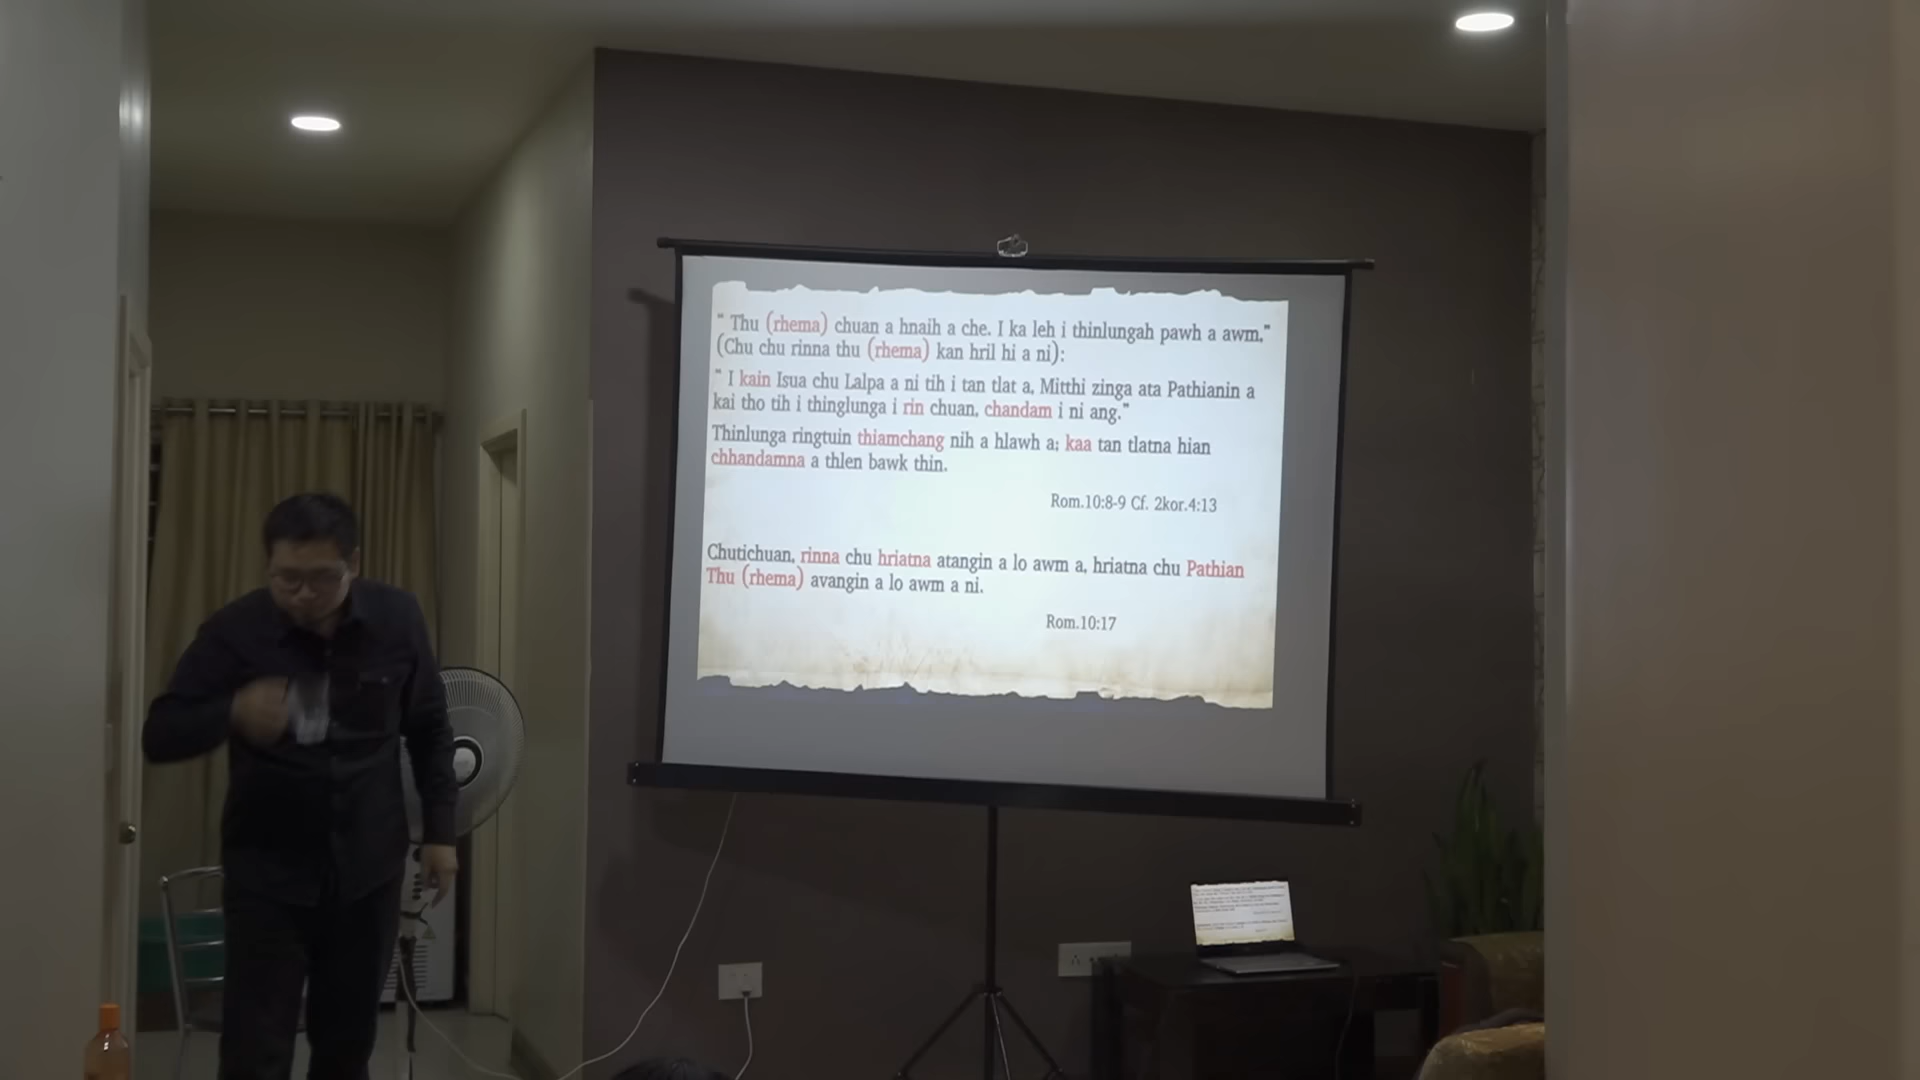 “ Thu (rhema) chuan a hnaih a che. I ka leh i thinlungah pawh a awm,”
(Chu chu rinna thu (rhema) kan hril hi a ni):
“ I kain Isua chu Lalpa a ni tih i tan tlat a, Mitthi zinga ata Pathianin a
kai tho tih i thinglunga i rin chuan, chandam i ni ang.”
Thinlunga ringtuin thiamchang nih a hlawh a; kaa tan tlatna hian
chhandamna a thlen bawk thin.
Rom.10:8-9 Cf. 2kor.4:13
Chutichuan, rinna chu hriatna atangin a lo awm a, hriatna chu Pathian
Thu (rhema) avangin a lo awm a ni.
Rom.10:17